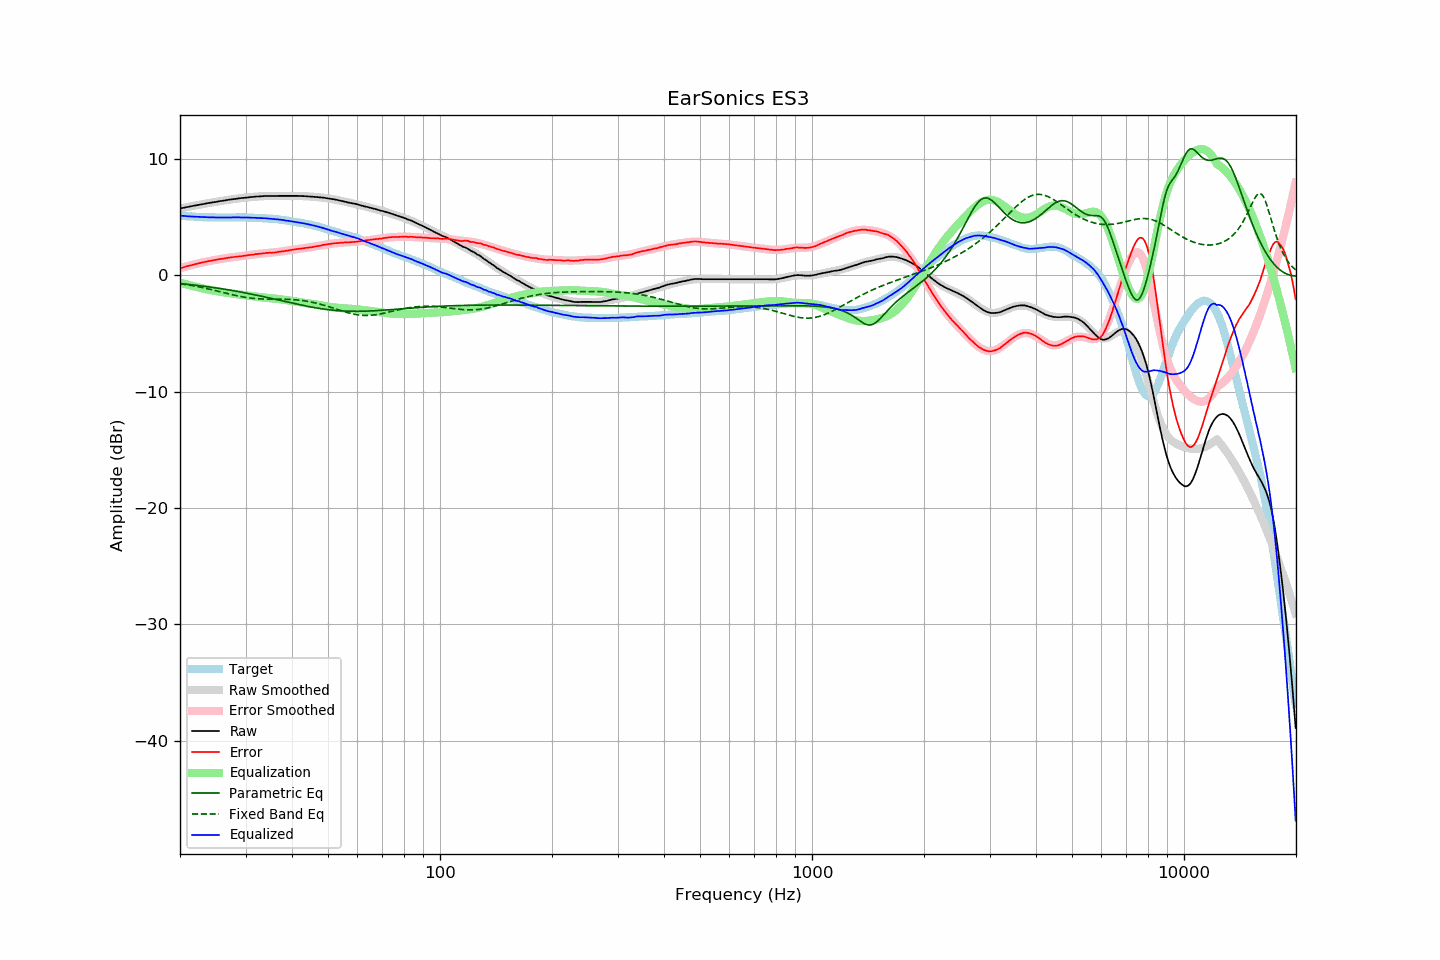 EarSonics ES3
Amplitude (dBr)
10
0
−10
−20
−30
−40
Target
Raw Smoothed
Error Smoothed
Raw
Error
Equalization
Parametric Eq
Fixed Band Eq
Equalized
100 1000 10000
Frequency (Hz)